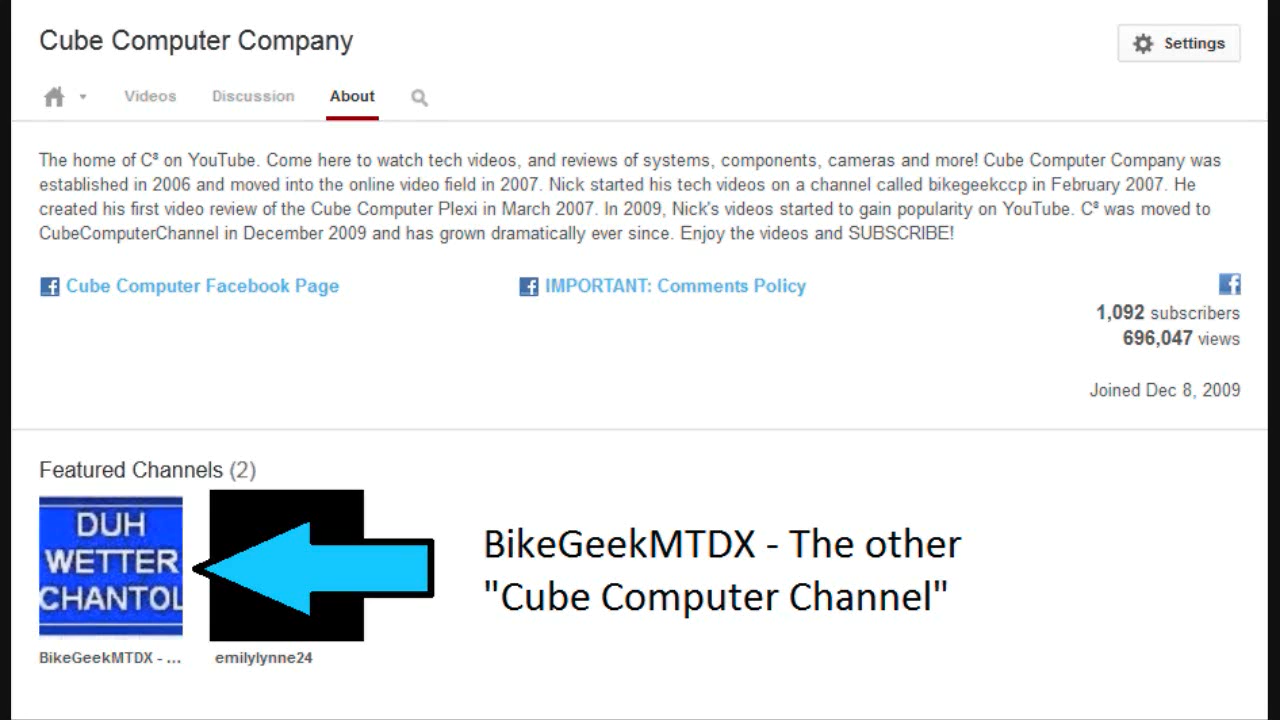 Cube Computer Company
Settings
Videos Discussion About
The home of C³ on YouTube. Come here to watch tech videos, and reviews of systems, components, cameras and more! Cube Computer Company was
established in 2006 and moved into the online video field in 2007. Nick started his tech videos on a channel called bikegeekccp in February 2007. He
created his first video review of the Cube Computer Plexi in March 2007. In 2009, Nick's videos started to gain popularity on YouTube. C³ was moved to
CubeComputerChannel in December 2009 and has grown dramatically ever since. Enjoy the videos and SUBSCRIBE!
Cube Computer Facebook Page
IMPORTANT: Comments Policy
1,092 subscribers
696,047 views
Joined Dec 8, 2009
Featured Channels (2)
DUH
WETTER
CHANTOL
BikeGeekMTDX - ...
emilylynne24
BikeGeekMTDX - The other
"Cube Computer Channel"